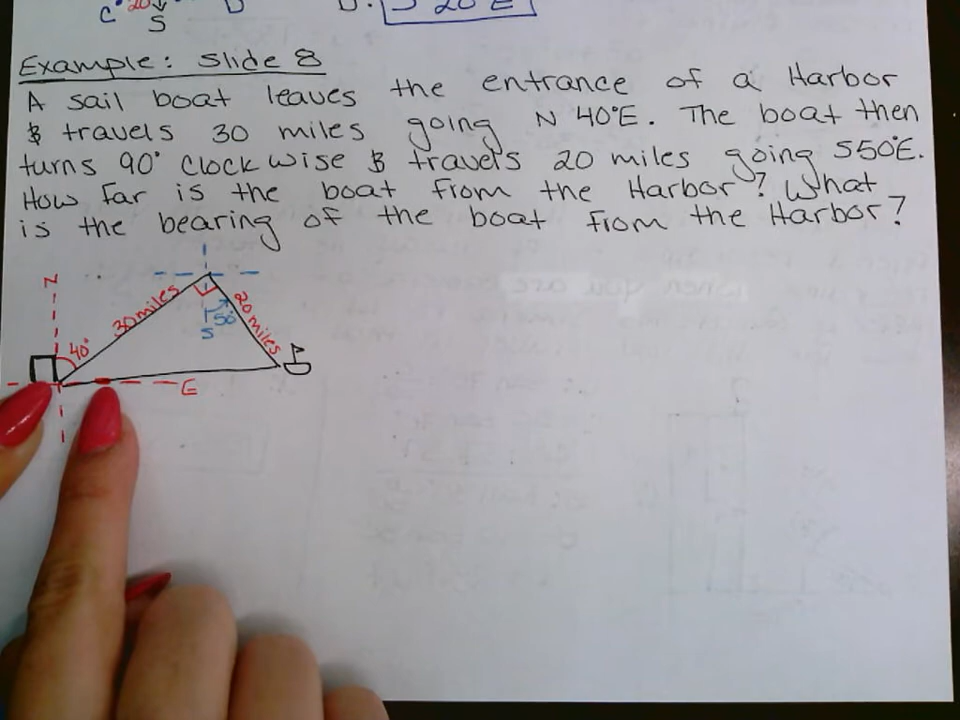 C 20 S D D. S 20 E
Example: Slide 8
A sail boat leaves the entrance of a Harbor
& travels 30 miles going N 40°E. The boat then
turns 90° Clockwise & travels 20 miles going S50°E.
How far is the boat from the Harbor? What
is the bearing of the boat from the Harbor?
N
30 miles
20 miles
50°
S
40°
E